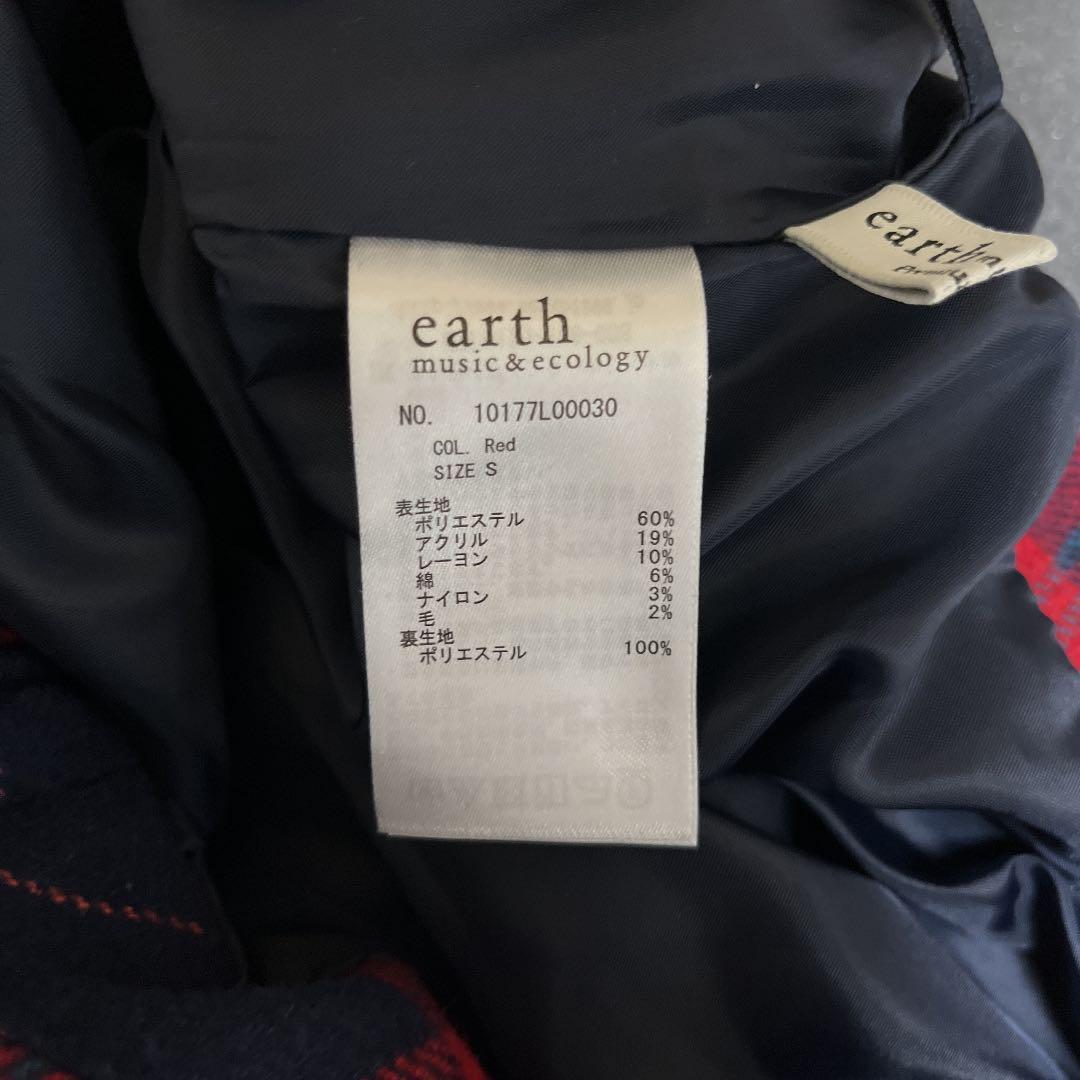 earth
music&ecology
NO. 10177L00030
COL. Red
SIZE S
表生地
ポリエステル 60%
アクリル 19%
レーヨン 10%
綿 6%
ナイロン 3%
毛 2%
裏生地
ポリエステル 100%
earth